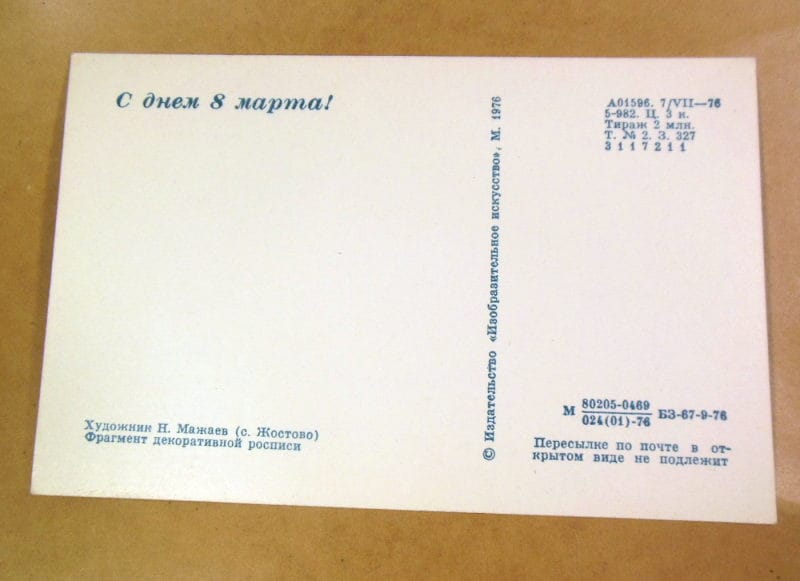 С днем 8 марта!
Художник Н. Мажаев (с. Жостово)
Фрагмент декоративной росписи
© Издательство «Изобразительное искусство», М. 1976
А01596. 7/VII—76
5-982. Ц. 3 к.
Тираж 2 млн.
Т. № 2. З. 327
3117211
М 80205-0469 БЗ-67-9-76
024(01)-76
Пересылке по почте в от-
крытом виде не подлежит